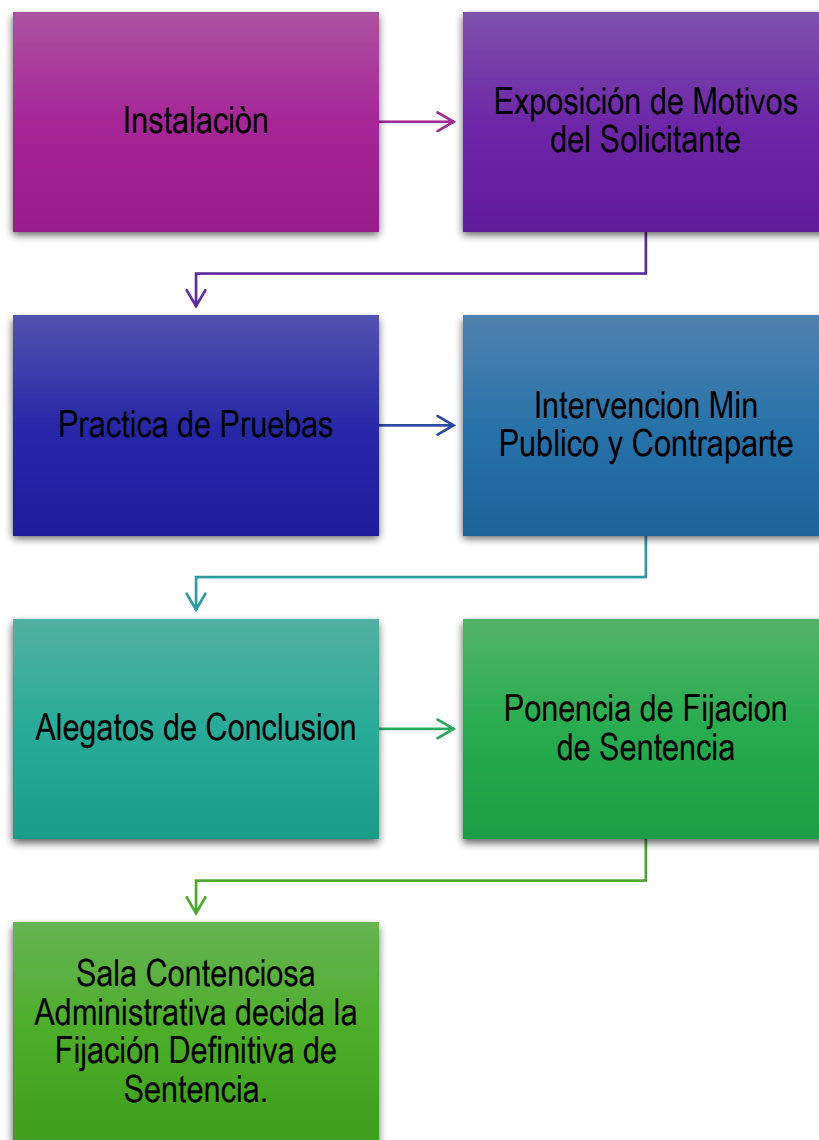 Instalaciòn
Exposición de Motivos
del Solicitante
Practica de Pruebas
Intervencion Min
Publico y Contraparte
Alegatos de Conclusion
Ponencia de Fijacion
de Sentencia
Sala Contenciosa
Administrativa decida la
Fijación Definitiva de
Sentencia.